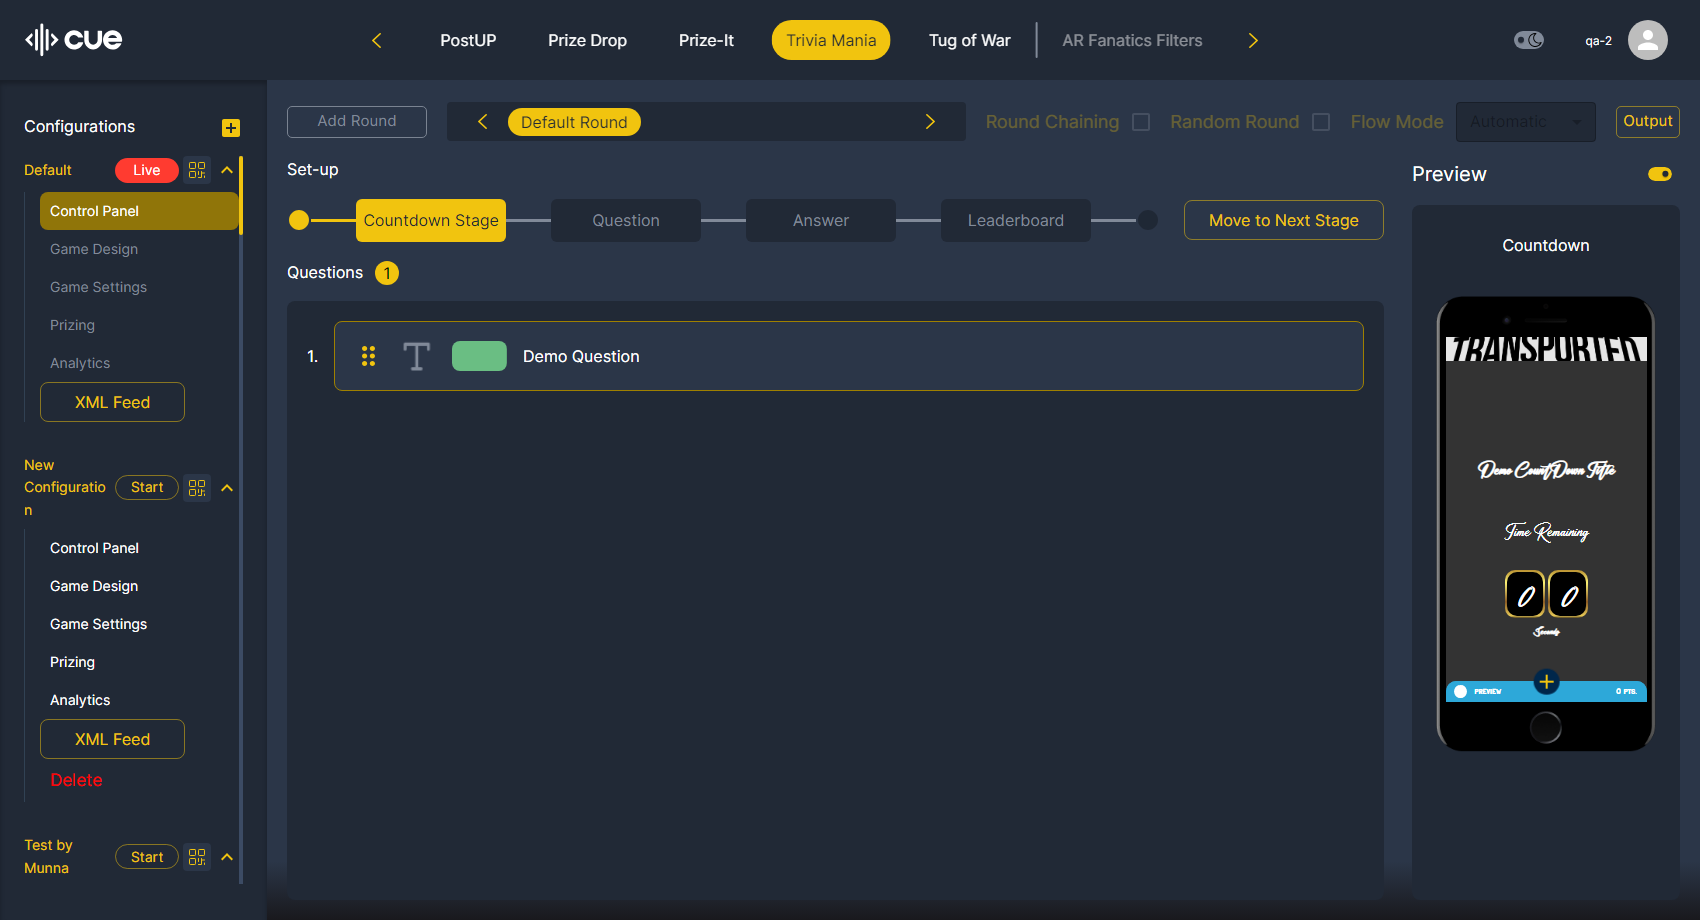 cue
PostUP
Prize Drop
Prize-It
Trivia Mania
Tug of War
AR Fanatics Filters
qa-2
Configurations
Default
Live
Control Panel
Game Design
Game Settings
Prizing
Analytics
XML Feed
New
Configuratio
n
Start
Control Panel
Game Design
Game Settings
Prizing
Analytics
XML Feed
Delete
Test by
Munna
Start
Add Round
Default Round
Round Chaining
Random Round
Flow Mode
Automatic
Output
Set-up
Countdown Stage
Question
Answer
Leaderboard
Move to Next Stage
Questions
1
1.
T
Demo Question
Preview
Countdown
TRANSPORTED
Demo CountDown Title
Time Remaining
0 0
Seconds
PREVIEW
0 PTS.